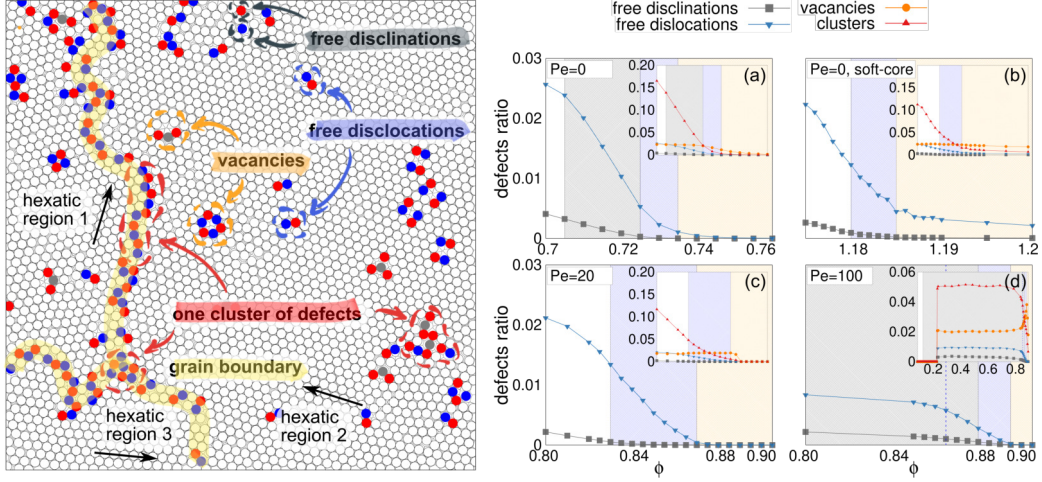 free disclinations
free disclocations
vacancies
hexatic
region 1
one cluster of defects
grain boundary
hexatic
region 3
hexatic
region 2
free disclinations
free dislocations
vacancies
clusters
defects ratio
0.03
0.02
0.01
0
Pe=0
(a)
0.20
0.15
0.10
0.05
0
0.7
0.72
0.74
0.76
Pe=0, soft-core
(b)
0.20
0.15
0.10
0.05
0
1.18
1.19
1.2
defects ratio
0.03
0.02
0.01
0
Pe=20
(c)
0.20
0.15
0.10
0.05
0
0.80
0.84
0.88
0.90
ϕ
Pe=100
(d)
0.06
0.04
0.02
0
0.2
0.4
0.6
0.8
0.80
0.84
0.88
0.90
ϕ